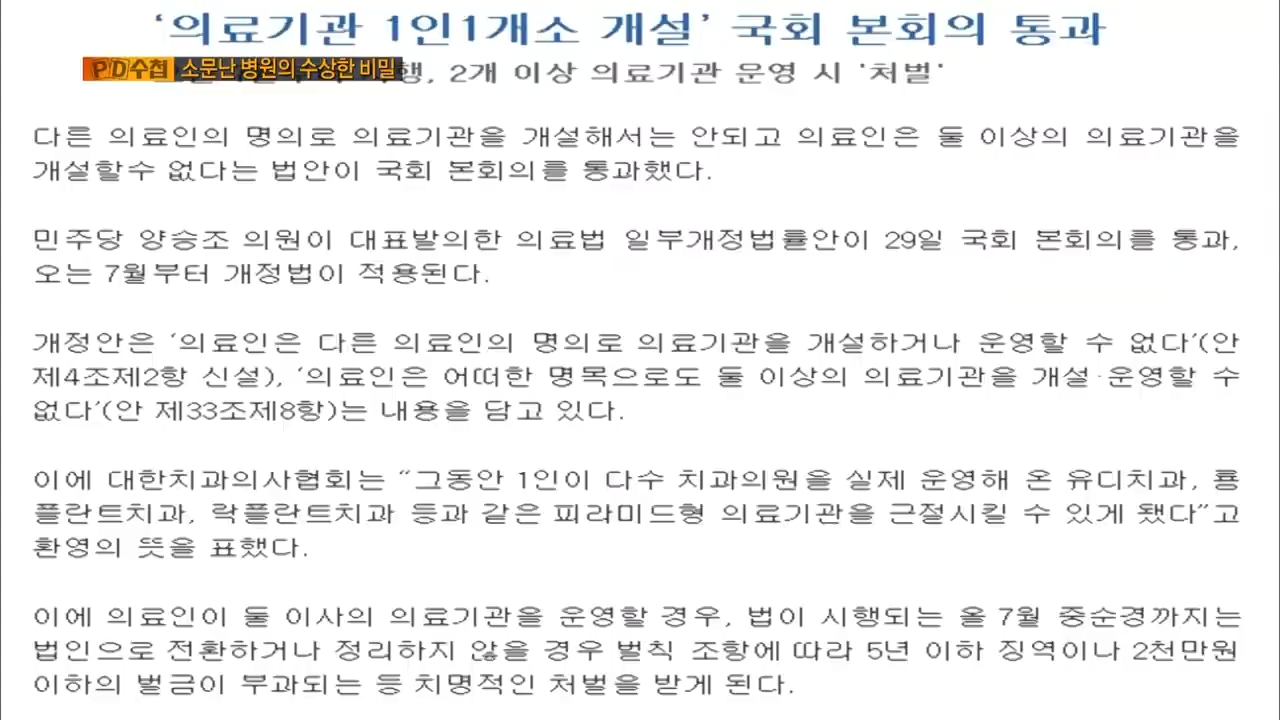 ‘의료기관 1인1개소 개설’ 국회 본회의 통과
PD수첩 소문난 병원의 수상한 비밀
행, 2개 이상 의료기관 운영 시 '처벌'
다른 의료인의 명의로 의료기관을 개설해서는 안되고 의료인은 둘 이상의 의료기관을
개설할수 없다는 법안이 국회 본회의를 통과했다.
민주당 양승조 의원이 대표발의한 의료법 일부개정법률안이 29일 국회 본회의를 통과,
오는 7월부터 개정법이 적용된다.
개정안은 ‘의료인은 다른 의료인의 명의로 의료기관을 개설하거나 운영할 수 없다’(안
제4조제2항 신설), ‘의료인은 어떠한 명목으로도 둘 이상의 의료기관을 개설·운영할 수
없다’(안 제33조제8항)는 내용을 담고 있다.
이에 대한치과의사협회는 “그동안 1인이 다수 치과의원을 실제 운영해 온 유디치과, 룡
플란트치과, 락플란트치과 등과 같은 피라미드형 의료기관을 근절시킬 수 있게 됐다”고
환영의 뜻을 표했다.
이에 의료인이 둘 이사의 의료기관을 운영할 경우, 법이 시행되는 올 7월 중순경까지는
법인으로 전환하거나 정리하지 않을 경우 벌칙 조항에 따라 5년 이하 징역이나 2천만원
이하의 벌금이 부과되는 등 치명적인 처벌을 받게 된다.